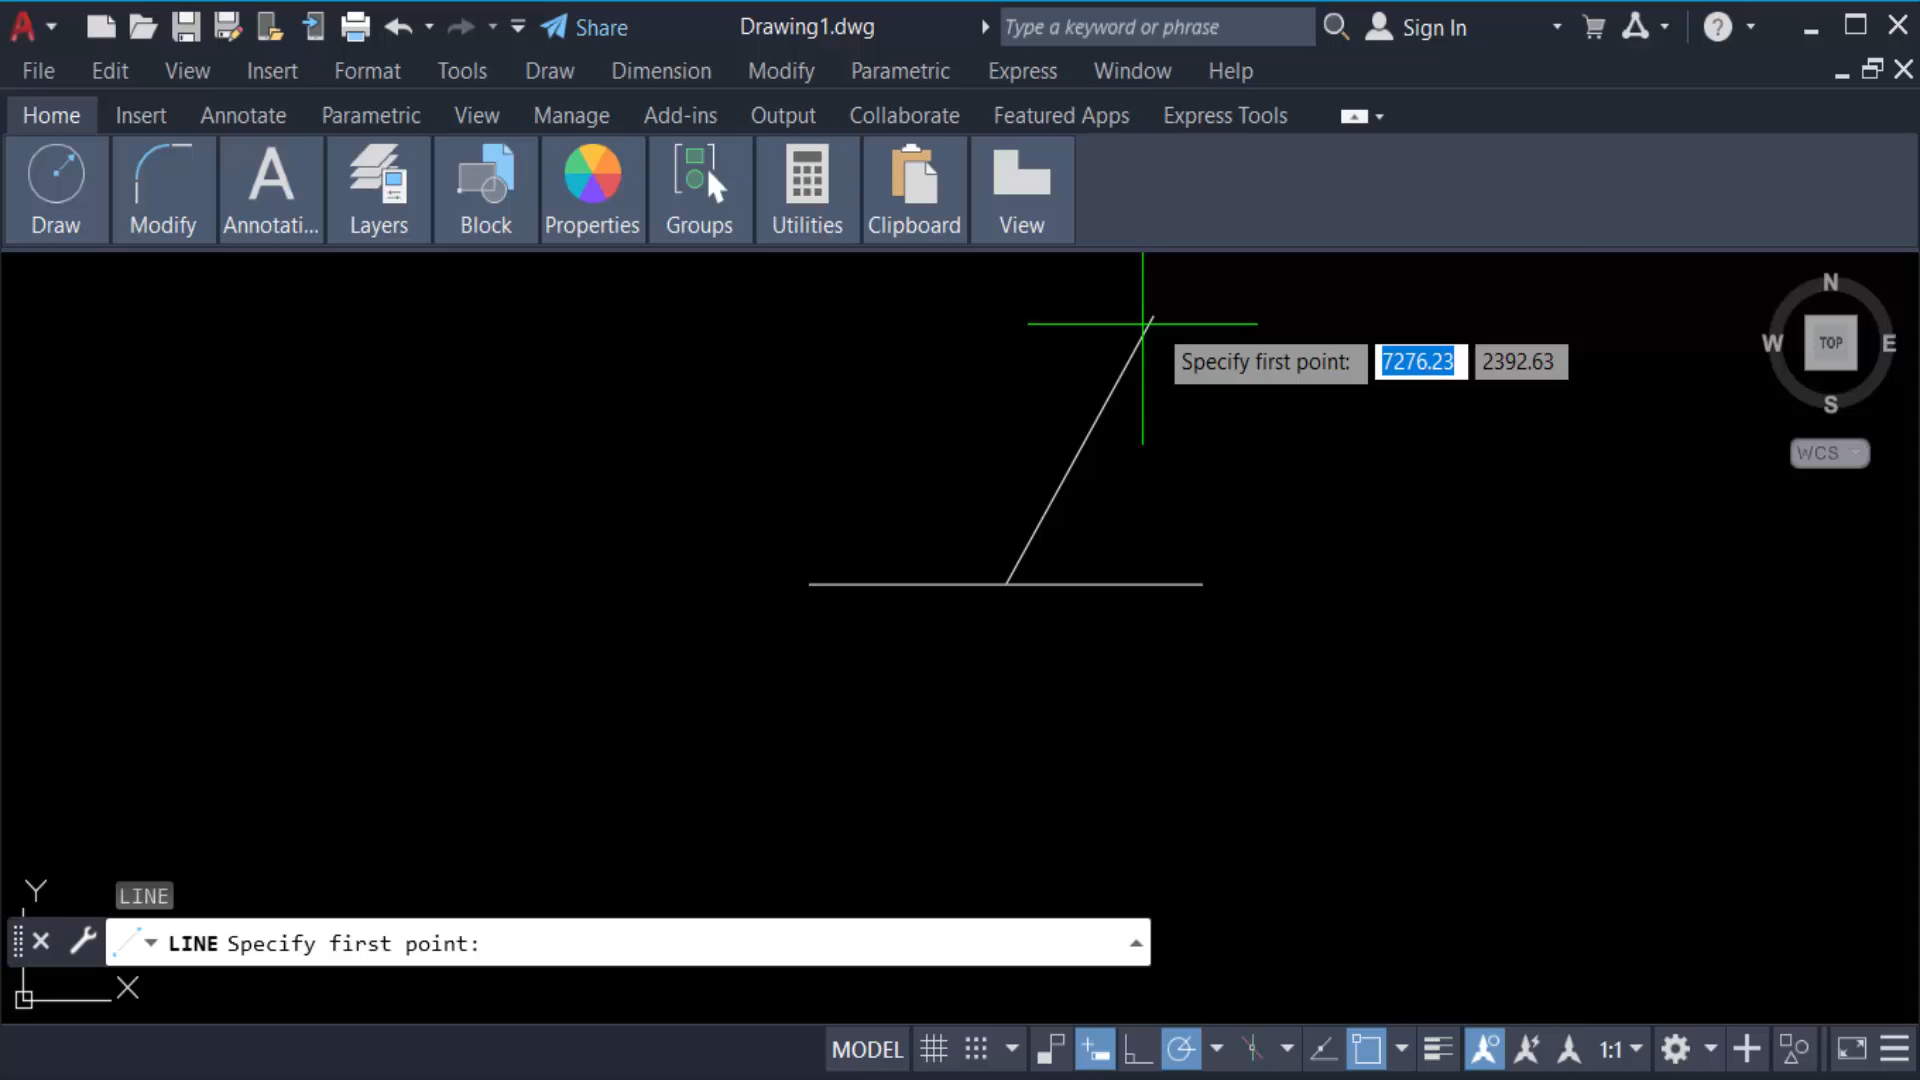 Share Drawing1.dwg Type a keyword or phrase Sign In
File Edit View Insert Format Tools Draw Dimension Modify Parametric Express Window Help
Home Insert Annotate Parametric View Manage Add-ins Output Collaborate Featured Apps Express Tools
Draw Modify Annotati... Layers Block Properties Groups Utilities Clipboard View
N
W TOP E
S
Specify first point: 7276.23 2392.63
WCS
Y
LINE
LINE Specify first point:
X
MODEL 1:1